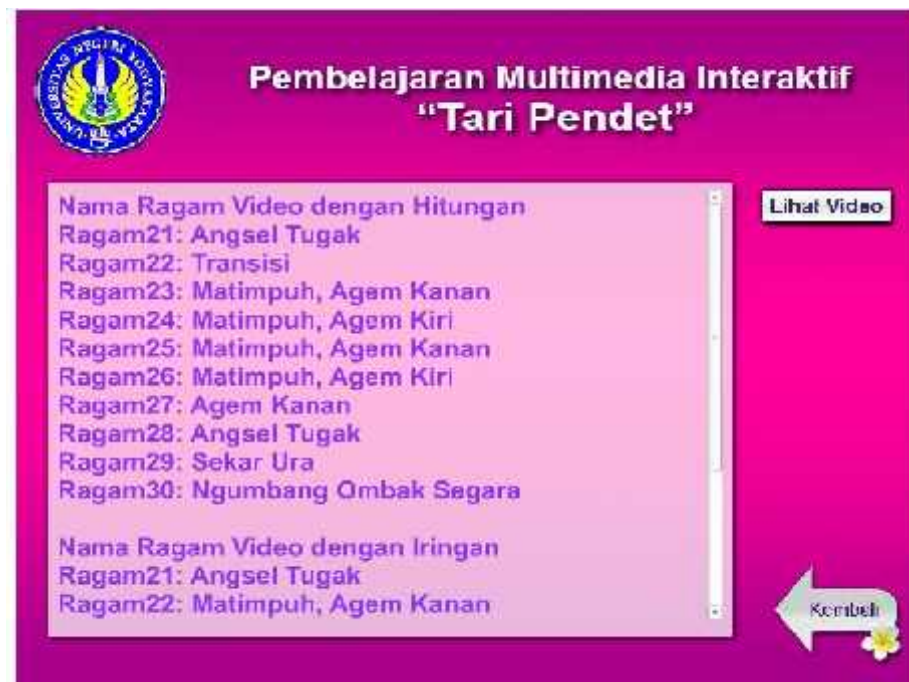 UNIVERSITAS NEGERI YOGYAKARTA
Pembelajaran Multimedia Interaktif
“Tari Pendet”
Nama Ragam Video dengan Hitungan
Ragam21: Angsel Tugak
Ragam22: Transisi
Ragam23: Matimpuh, Agem Kanan
Ragam24: Matimpuh, Agem Kiri
Ragam25: Matimpuh, Agem Kanan
Ragam26: Matimpuh, Agem Kiri
Ragam27: Agem Kanan
Ragam28: Angsel Tugak
Ragam29: Sekar Ura
Ragam30: Ngumbang Ombak Segara
Nama Ragam Video dengan Iringan
Ragam21: Angsel Tugak
Ragam22: Matimpuh, Agem Kanan
Lihat Video
Kembali